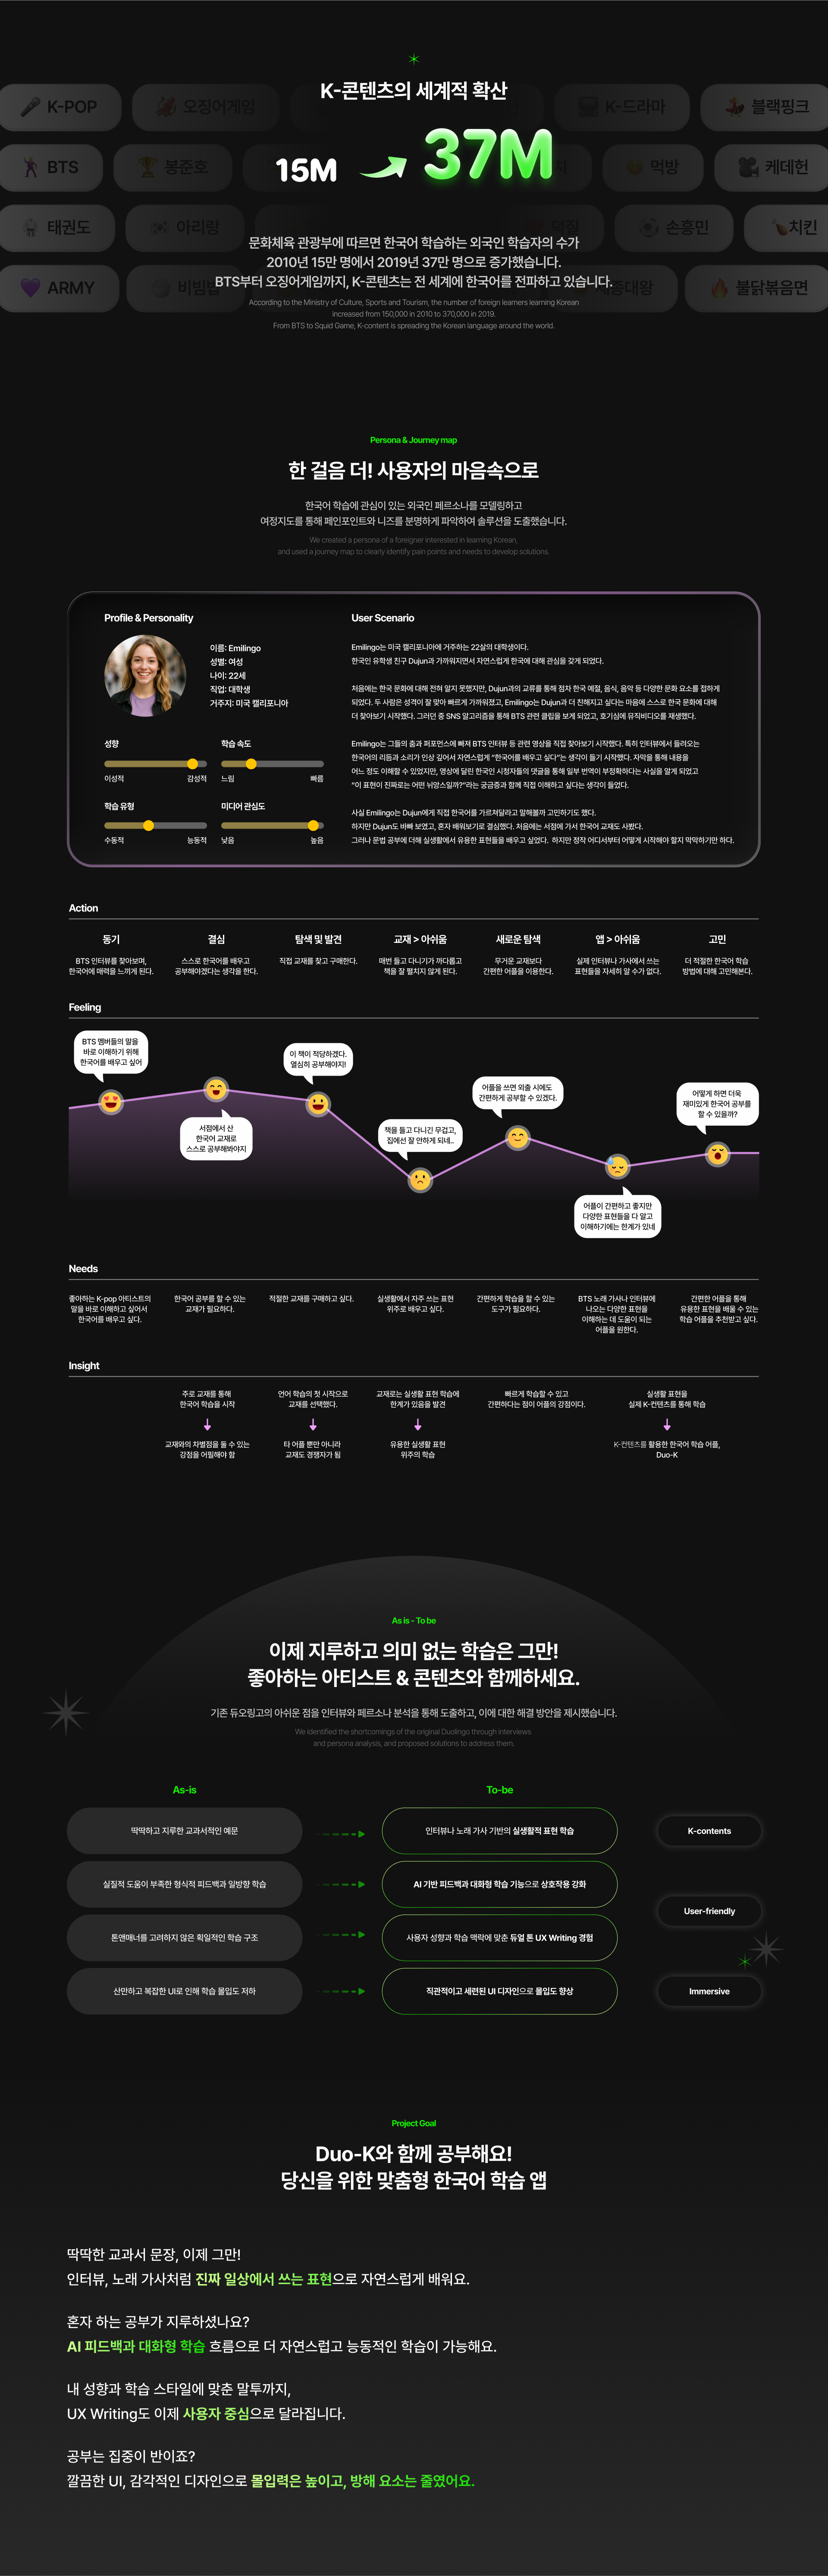 K-콘텐츠의 세계적 확산
K-POP
오징어게임
K-드라마
블랙핑크
15M
37M
BTS
봉준호
먹방
케데헌
태권도
아리랑
덕질
손흥민
치킨
ARMY
비빔밥
세종대왕
불닭볶음면
문화체육 관광부에 따르면 한국어 학습하는 외국인 학습자의 수가
2010년 15만 명에서 2019년 37만 명으로 증가했습니다.
BTS부터 오징어게임까지, K-콘텐츠는 전 세계에 한국어를 전파하고 있습니다.
According to the Ministry of Culture, Sports and Tourism, the number of foreign learners learning Korean
increased from 150,000 in 2010 to 370,000 in 2019.
From BTS to Squid Game, K-content is spreading the Korean language around the world.
Persona & Journey map
한 걸음 더! 사용자의 마음속으로
한국어 학습에 관심이 있는 외국인 페르소나를 모델링하고
여정지도를 통해 페인포인트와 니즈를 분명하게 파악하여 솔루션을 도출했습니다.
We created a persona of a foreigner interested in learning Korean,
and used a journey map to clearly identify pain points and needs to develop solutions.
Profile & Personality
이름: Emilingo
성별: 여성
나이: 22세
직업: 대학생
거주지: 미국 캘리포니아
성향
학습 속도
이성적
감성적
느림
빠름
학습 유형
미디어 관심도
수동적
능동적
낮음
높음
User Scenario
Emilingo는 미국 캘리포니아에 거주하는 22살의 대학생이다.
한국인 유학생 친구 Dujun과 가까워지면서 자연스럽게 한국에 대해 관심을 갖게 되었다.
처음에는 한국 문화에 대해 전혀 알지 못했지만, Dujun과의 교류를 통해 점차 한국 예절, 음식, 음악 등 다양한 문화 요소를 접하게
되었다. 두 사람은 성격이 잘 맞아 빠르게 가까워졌고, Emilingo는 Dujun과 더 친해지고 싶다는 마음에 스스로 한국 문화에 대해
더 찾아보기 시작했다. 그러던 중 SNS 알고리즘을 통해 BTS 관련 클립을 보게 되었고, 호기심에 뮤직비디오를 재생했다.
Emilingo는 그들의 춤과 퍼포먼스에 빠져 BTS 인터뷰 등 관련 영상을 직접 찾아보기 시작했다. 특히 인터뷰에서 들려오는
한국어의 리듬과 소리가 인상 깊어서 자연스럽게 “한국어를 배우고 싶다”는 생각이 들기 시작했다. 자막을 통해 내용을
어느 정도 이해할 수 있었지만, 영상에 달린 한국인 시청자들의 댓글을 통해 일부 번역이 부정확하다는 사실을 알게 되었고
“이 표현이 진짜로는 어떤 뉘앙스일까?”라는 궁금증과 함께 직접 이해하고 싶다는 생각이 들었다.
사실 Emilingo는 Dujun에게 직접 한국어를 가르쳐달라고 말해볼까 고민하기도 했다.
하지만 Dujun도 바빠 보였고, 혼자 배워보기로 결심했다. 처음에는 서점에 가서 한국어 교재도 사봤다.
그러나 문법 공부에 더해 실생활에서 유용한 표현들을 배우고 싶었다. 하지만 정작 어디서부터 어떻게 시작해야 할지 막막하기만 하다.
Action
동기
결심
탐색 및 발견
교재 > 아쉬움
새로운 탐색
앱 > 아쉬움
고민
BTS 인터뷰를 찾아보며,
한국어에 매력을 느끼게 된다.
스스로 한국어를 배우고
공부해야겠다는 생각을 한다.
직접 교재를 찾고 구매한다.
매번 들고 다니기가 까다롭고
책을 잘 펼치지 않게 된다.
무거운 교재보다
간편한 어플을 이용한다.
실제 인터뷰나 가사에서 쓰는
표현들을 자세히 알 수가 없다.
더 적절한 한국어 학습
방법에 대해 고민해본다.
Feeling
BTS 멤버들의 말을
바로 이해하기 위해
한국어를 배우고 싶어
서점에서 산
한국어 교재로
스스로 공부해봐야지
이 책이 적당하겠다.
열심히 공부해야지!
책을 들고 다니긴 무겁고,
집에선 잘 안하게 되네..
어플을 쓰면 외출 시에도
간편하게 공부할 수 있겠다.
어플이 간편하고 좋지만
다양한 표현들을 다 알고
이해하기에는 한계가 있네
어떻게 하면 더욱
재미있게 한국어 공부를
할 수 있을까?
Needs
좋아하는 K-pop 아티스트의
말을 바로 이해하고 싶어서
한국어를 배우고 싶다.
한국어 공부를 할 수 있는
교재가 필요하다.
적절한 교재를 구매하고 싶다.
실생활에서 자주 쓰는 표현
위주로 배우고 싶다.
간편하게 학습을 할 수 있는
도구가 필요하다.
BTS 노래 가사나 인터뷰에
나오는 다양한 표현을
이해하는 데 도움이 되는
어플을 원한다.
간편한 어플을 통해
유용한 표현을 배울 수 있는
학습 어플을 추천받고 싶다.
Insight
주로 교재를 통해
한국어 학습을 시작
교재와의 차별점을 둘 수 있는
강점을 어필해야 함
언어 학습의 첫 시작으로
교재를 선택했다.
타 어플 뿐만 아니라
교재도 경쟁자가 됨
교재로는 실생활 표현 학습에
한계가 있음을 발견
유용한 실생활 표현
위주의 학습
빠르게 학습할 수 있고
간편하다는 점이 어플의 강점이다.
실생활 표현을
실제 K-컨텐츠를 통해 학습
K-컨텐츠를 활용한 한국어 학습 어플,
Duo-K
As is - To be
이제 지루하고 의미 없는 학습은 그만!
좋아하는 아티스트 & 콘텐츠와 함께하세요.
기존 듀오링고의 아쉬운 점을 인터뷰와 페르소나 분석을 통해 도출하고, 이에 대한 해결 방안을 제시했습니다.
We identified the shortcomings of the original Duolingo through interviews
and persona analysis, and proposed solutions to address them.
As-is
To-be
딱딱하고 지루한 교과서적인 예문
인터뷰나 노래 가사 기반의 실생활적 표현 학습
K-contents
실질적 도움이 부족한 형식적 피드백과 일방향 학습
AI 기반 피드백과 대화형 학습 기능으로 상호작용 강화
User-friendly
톤앤매너를 고려하지 않은 획일적인 학습 구조
사용자 성향과 학습 맥락에 맞춘 듀얼 톤 UX Writing 경험
산만하고 복잡한 UI로 인해 학습 몰입도 저하
직관적이고 세련된 UI 디자인으로 몰입도 향상
Immersive
Project Goal
Duo-K와 함께 공부해요!
당신을 위한 맞춤형 한국어 학습 앱
딱딱한 교과서 문장, 이제 그만!
인터뷰, 노래 가사처럼 진짜 일상에서 쓰는 표현으로 자연스럽게 배워요.
혼자 하는 공부가 지루하셨나요?
AI 피드백과 대화형 학습 흐름으로 더 자연스럽고 능동적인 학습이 가능해요.
내 성향과 학습 스타일에 맞춘 말투까지,
UX Writing도 이제 사용자 중심으로 달라집니다.
공부는 집중이 반이죠?
깔끔한 UI, 감각적인 디자인으로 몰입력은 높이고, 방해 요소는 줄였어요.